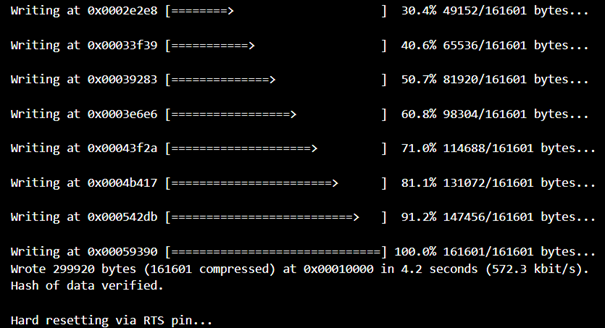 Writing at 0x0002e2e8 [========>                     ]  30.4% 49152/161601 bytes...
Writing at 0x00033f39 [===========>                  ]  40.6% 65536/161601 bytes...
Writing at 0x00039283 [==============>               ]  50.7% 81920/161601 bytes...
Writing at 0x0003e6e6 [=================>            ]  60.8% 98304/161601 bytes...
Writing at 0x00043f2a [====================>         ]  71.0% 114688/161601 bytes...
Writing at 0x0004b417 [=======================>      ]  81.1% 131072/161601 bytes...
Writing at 0x000542db [==========================>   ]  91.2% 147456/161601 bytes...
Writing at 0x00059390 [==============================] 100.0% 161601/161601 bytes...
Wrote 299920 bytes (161601 compressed) at 0x00010000 in 4.2 seconds (572.3 kbit/s).
Hash of data verified.
Hard resetting via RTS pin...